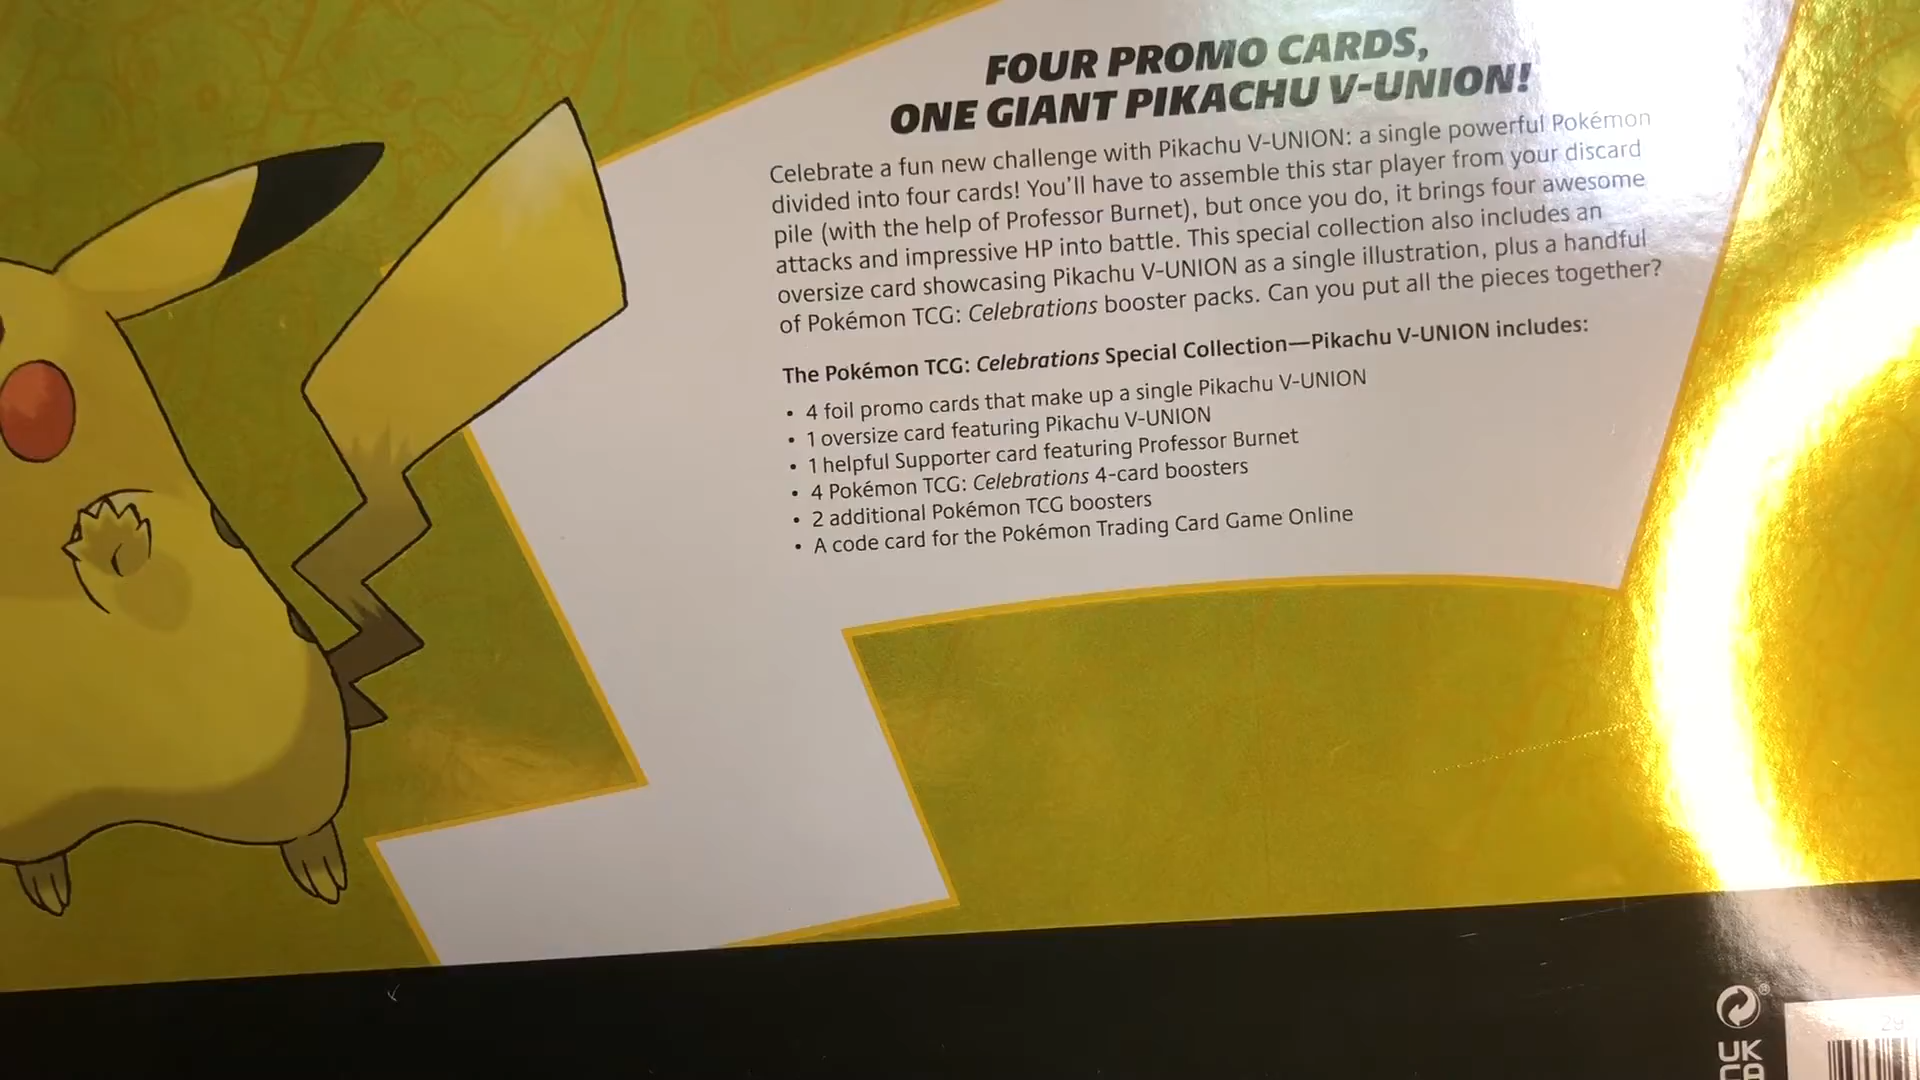 FOUR PROMO CARDS,
ONE GIANT PIKACHU V-UNION!
Celebrate a fun new challenge with Pikachu V-UNION: a single powerful Pokémon
divided into four cards! You'll have to assemble this star player from your discard
pile (with the help of Professor Burnet), but once you do, it brings four awesome
attacks and impressive HP into battle. This special collection also includes an
oversize card showcasing Pikachu V-UNION as a single illustration, plus a handful
of Pokémon TCG: Celebrations booster packs. Can you put all the pieces together?
The Pokémon TCG: Celebrations Special Collection—Pikachu V-UNION includes:
• 4 foil promo cards that make up a single Pikachu V-UNION
• 1 oversize card featuring Pikachu V-UNION
• 1 helpful Supporter card featuring Professor Burnet
• 4 Pokémon TCG: Celebrations 4-card boosters
• 2 additional Pokémon TCG boosters
• A code card for the Pokémon Trading Card Game Online
®
UK
CA